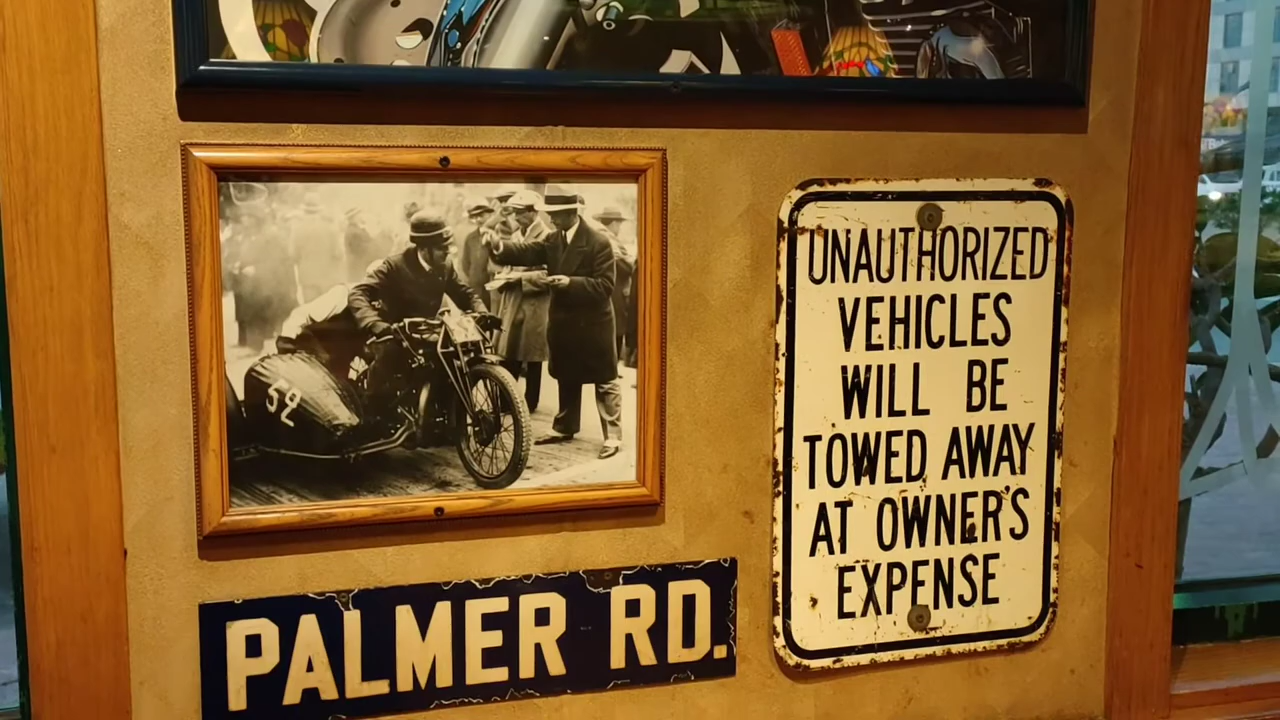 52
PALMER RD.
UNAUTHORIZED
VEHICLES
WILL BE
TOWED AWAY
AT OWNER'S
EXPENSE